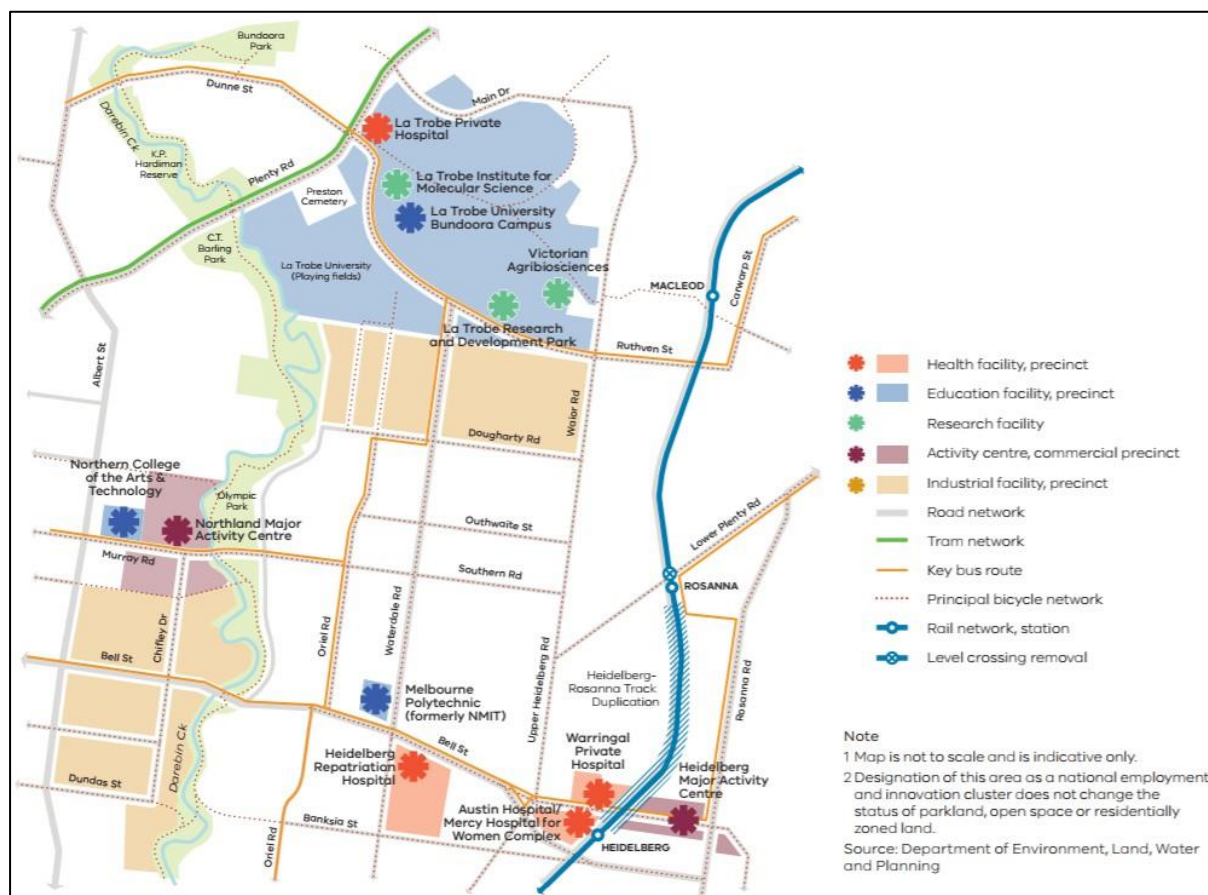 Bundoora
Park
Dunne St
Main Dr
Darebin Ck
La Trobe Private
Hospital
K.P.
Hardiman
Reserve
Plenty Rd
La Trobe Institute for
Molecular Science
Preston
Cemetery
La Trobe University
Bundoora Campus
C.T.
Barling
Park
Victorian
Agribiosciences
La Trobe University
(Playing fields)
MACLEOD
Carwarp St
La Trobe Research
and Development Park
Ruthven St
Albert St
Waior Rd
Dougharty Rd
Northern College
of the Arts &
Technology
Olympic
Park
Northland Major
Activity Centre
Outhwaite St
Lower Plenty Rd
Murray Rd
Southern Rd
ROSANNA
Chifley Dr
Oriel Rd
Waterdale Rd
Upper Heidelberg Rd
Rosanna Rd
Bell St
Heidelberg-
Rosanna Track
Duplication
Melbourne
Polytechnic
(formerly NMIT)
Bell St
Darebin Ck
Heidelberg
Repatriation
Hospital
Warringal
Private
Hospital
Heidelberg
Major Activity
Centre
Dundas St
Banksia St
Oriel Rd
Austin Hospital/
Mercy Hospital for
Women Complex
HEIDELBERG
Health facility, precinct
Education facility, precinct
Research facility
Activity centre, commercial precinct
Industrial facility, precinct
Road network
Tram network
Key bus route
Principal bicycle network
Rail network, station
Level crossing removal
Note
1 Map is not to scale and is indicative only.
2 Designation of this area as a national employment
and innovation cluster does not change the
status of parkland, open space or residentially
zoned land.
Source: Department of Environment, Land, Water
and Planning